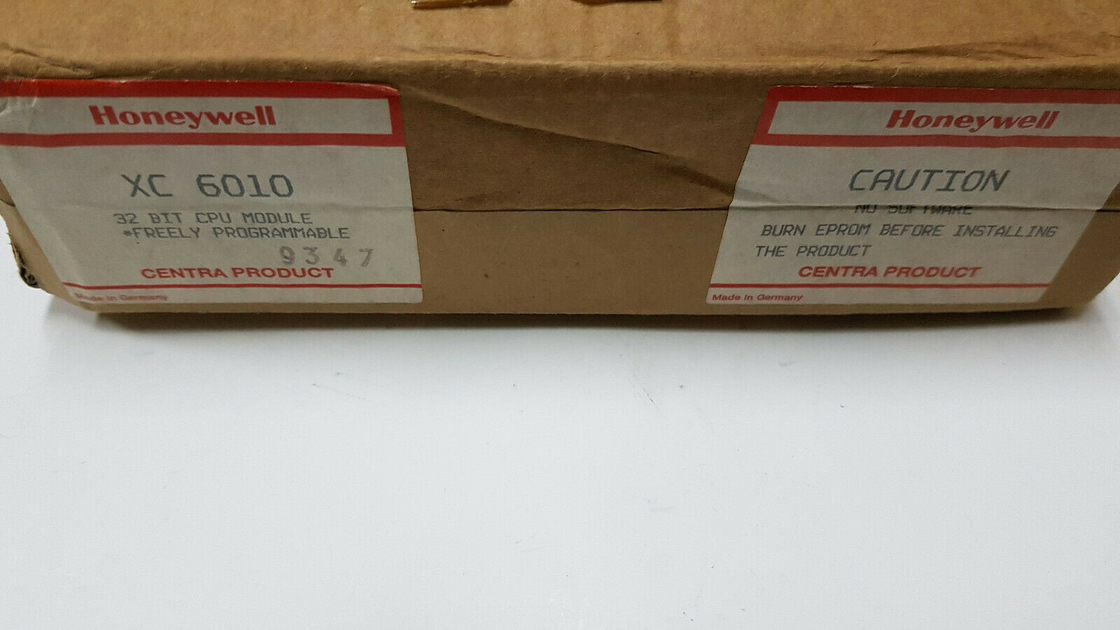 Honeywell
XC 6010
32 BIT CPU MODULE
*FREELY PROGRAMMABLE
9347
CENTRA PRODUCT
Made in Germany
Honeywell
CAUTION
NO SOFTWARE
BURN EPROM BEFORE INSTALLING
THE PRODUCT
CENTRA PRODUCT
Made in Germany